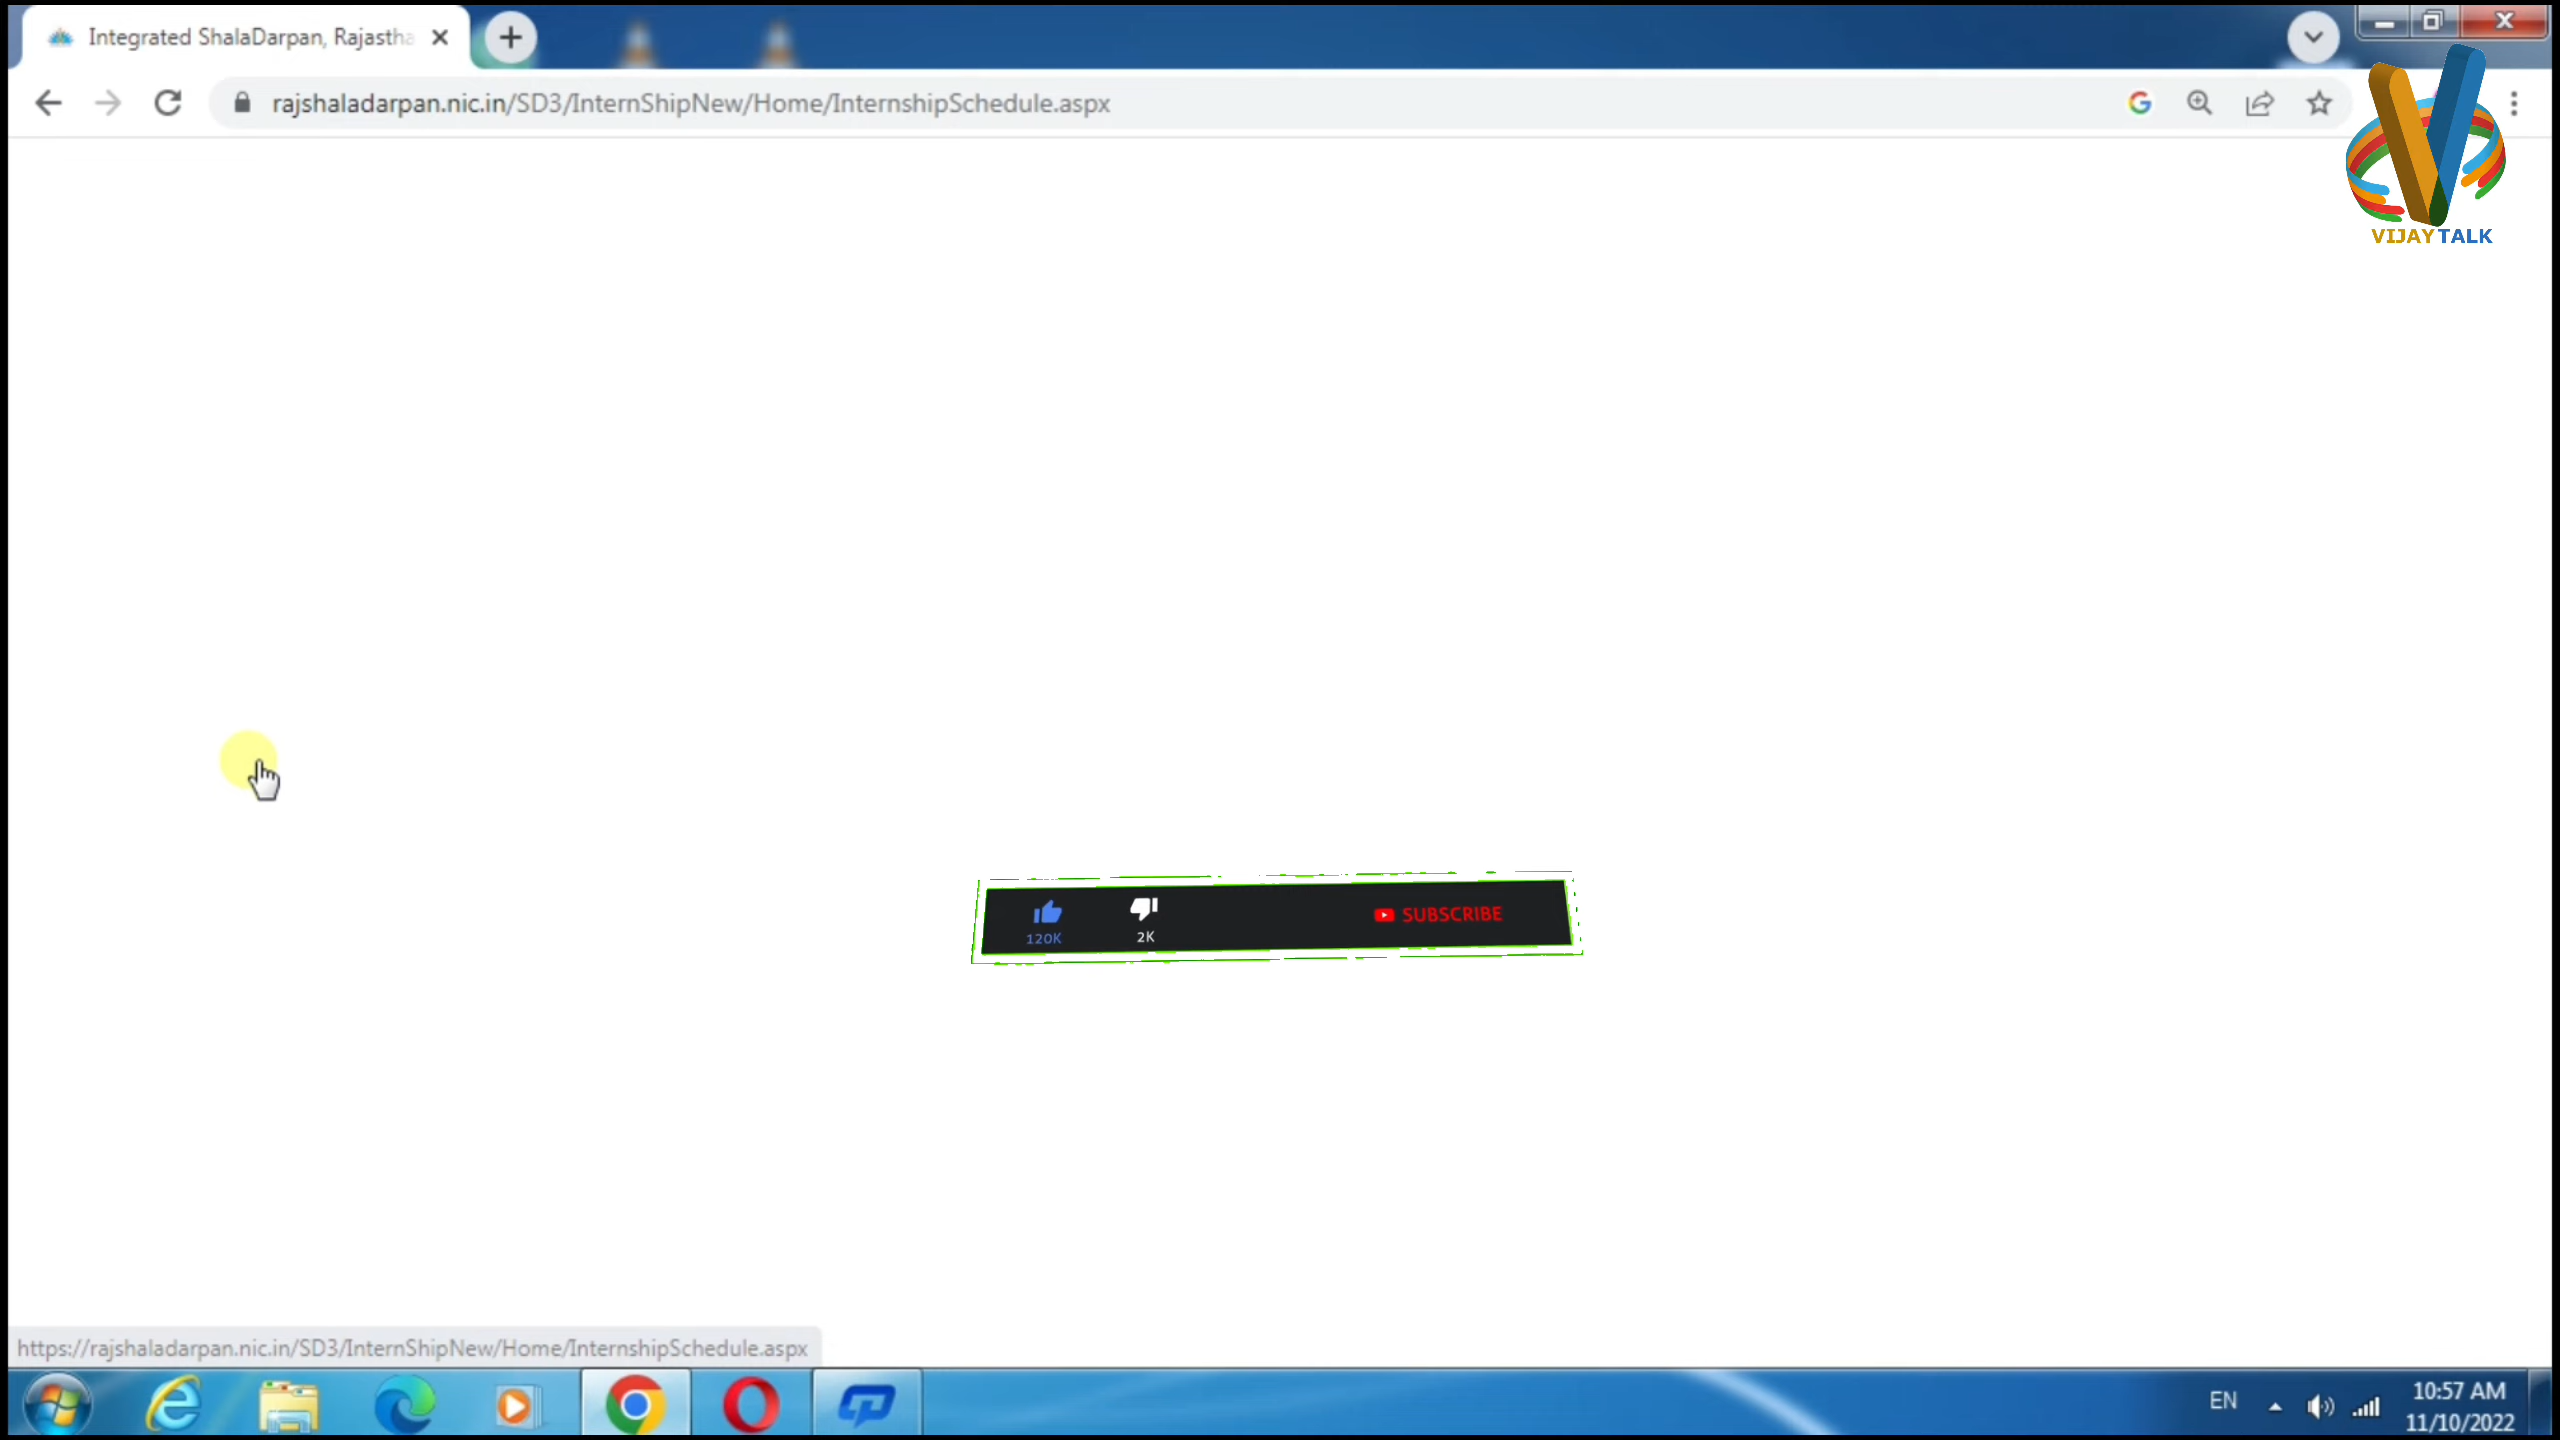 Integrated ShalaDarpan, Rajastha
rajshaladarpan.nic.in/SD3/InternShipNew/Home/InternshipSchedule.aspx
VIJAY TALK
120K
2K
SUBSCRIBE
https://rajshaladarpan.nic.in/SD3/InternShipNew/Home/InternshipSchedule.aspx
EN
10:57 AM
11/10/2022